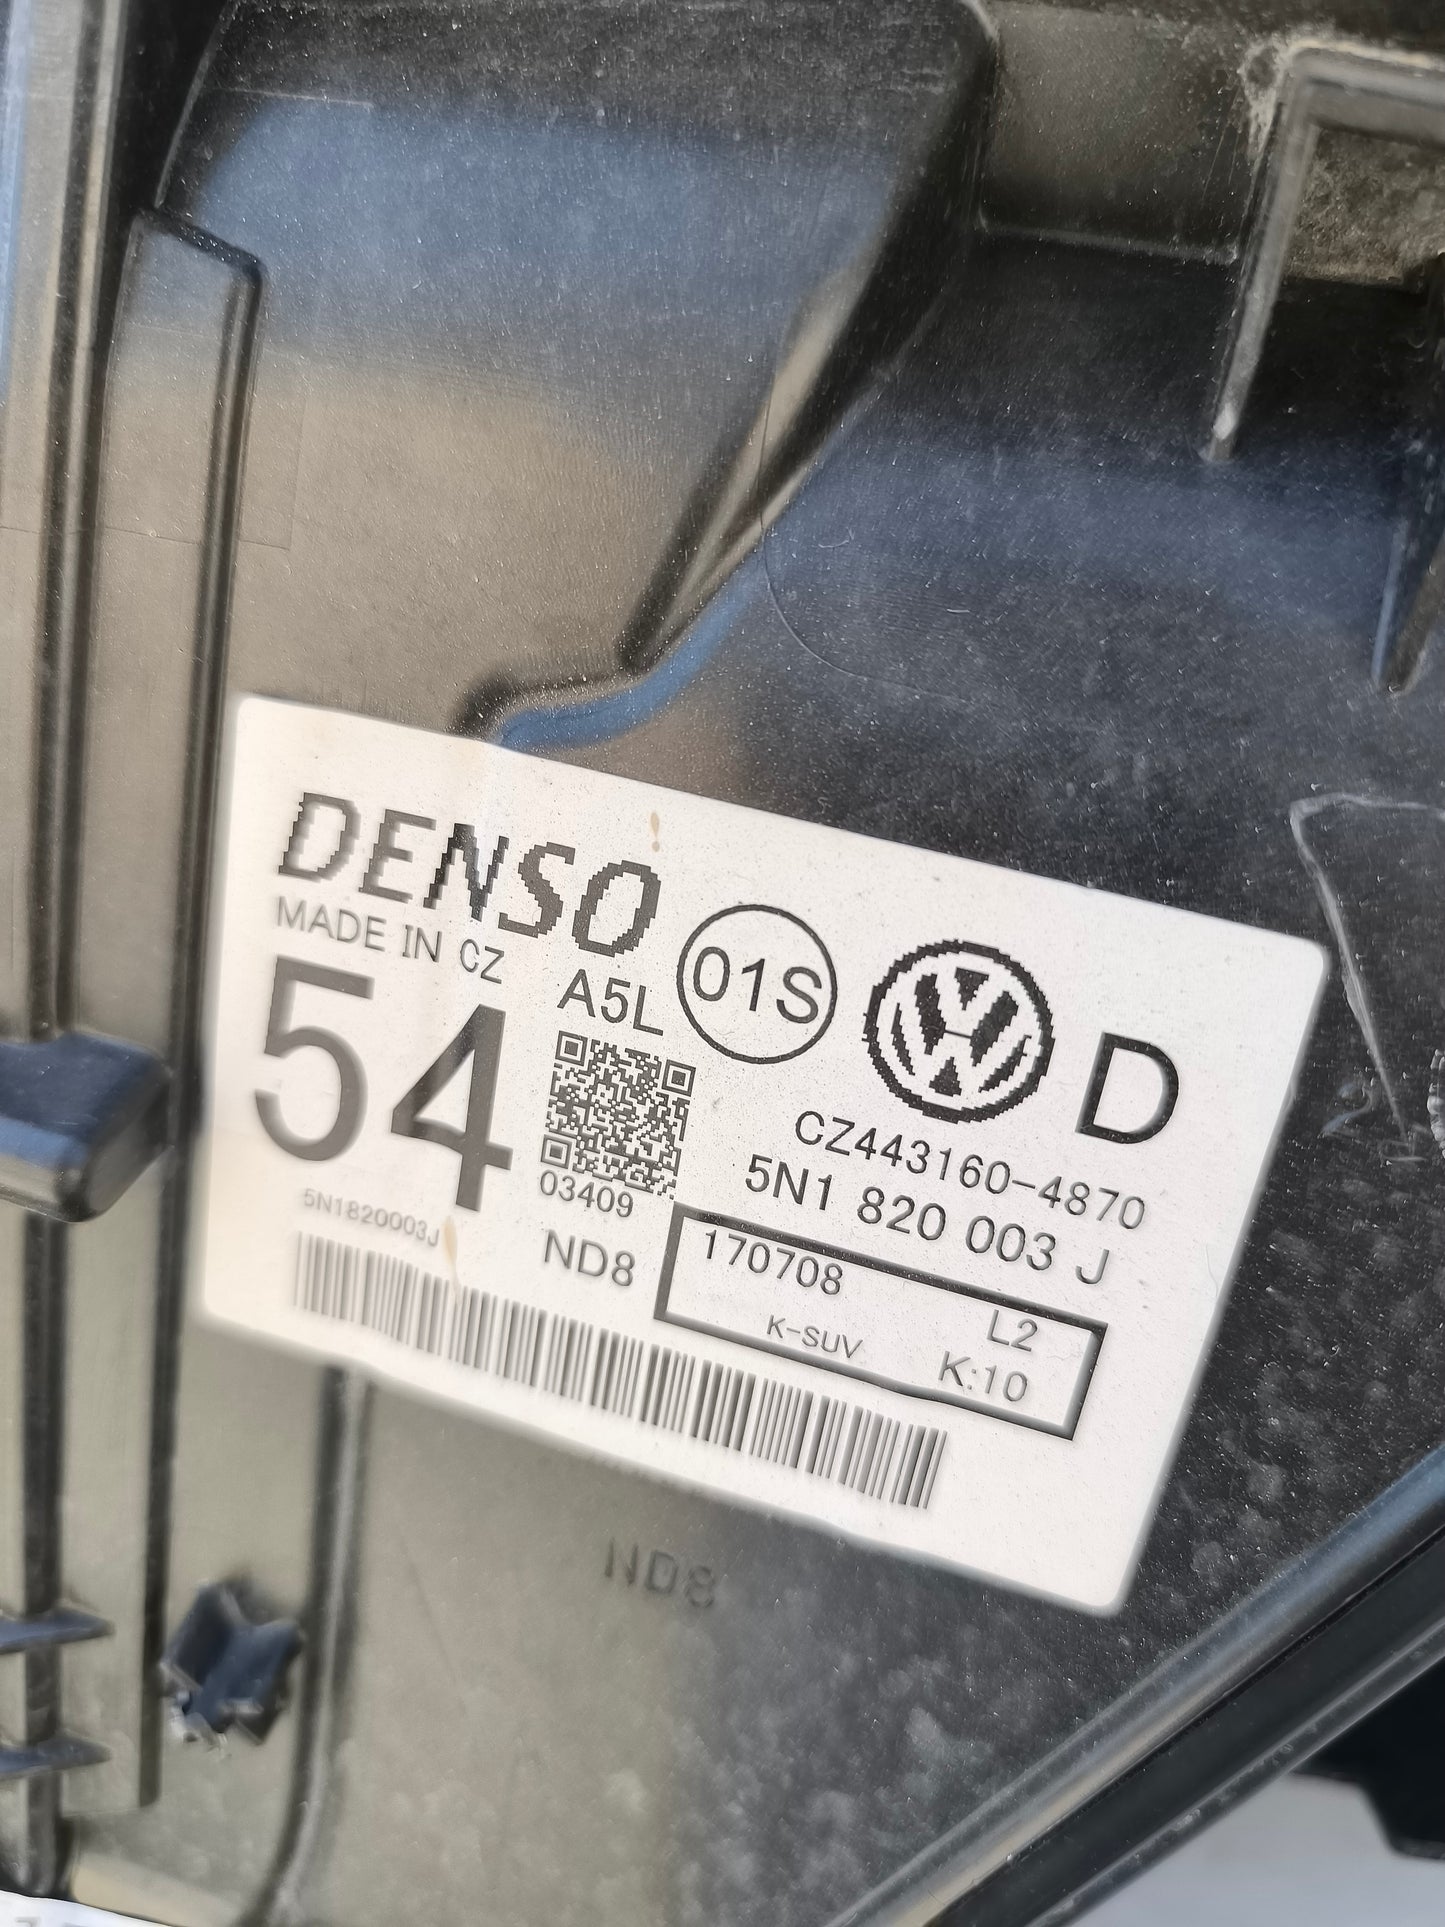 DENSO
MADE IN CZ
A5L
01S
D
54
CZ443160-4870
5N1 820 003 J
03409
5N1820003J
ND8
170708
L2
K-SUV
K:10
ND8